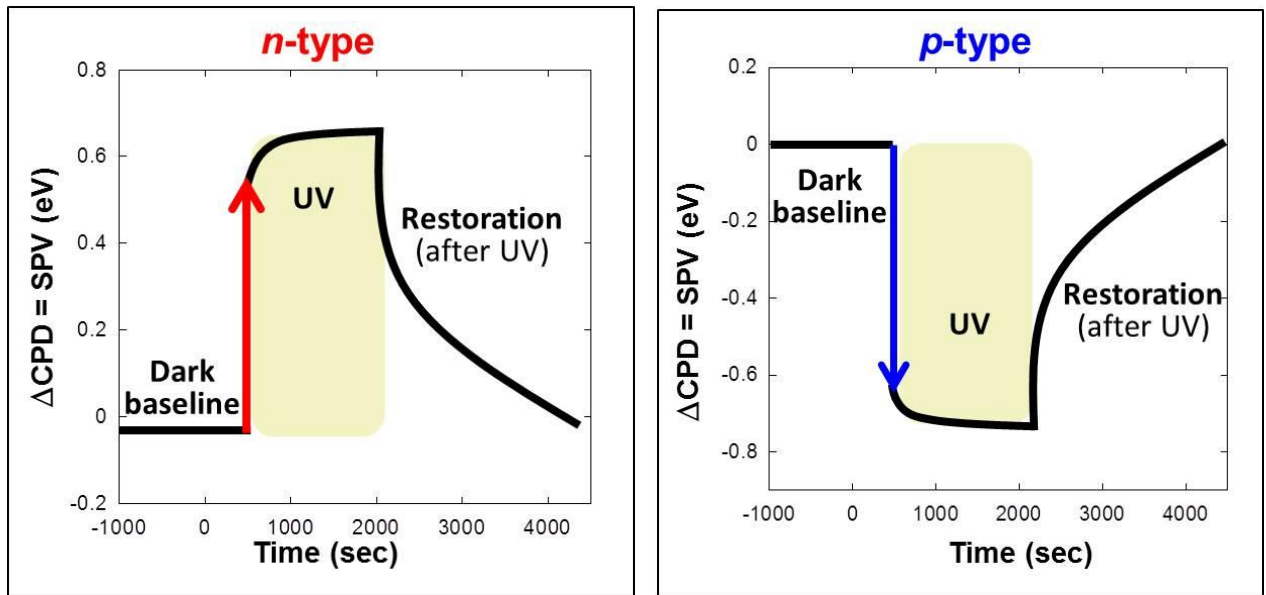 n-type
0.8
0.6
0.4
0.2
0
-0.2
ΔCPD = SPV (eV)
UV
Restoration
(after UV)
Dark
baseline
-1000 0 1000 2000 3000 4000
Time (sec)
p-type
0.2
0
-0.2
-0.4
-0.6
-0.8
ΔCPD = SPV (eV)
Dark
baseline
UV
Restoration
(after UV)
-1000 0 1000 2000 3000 4000
Time (sec)